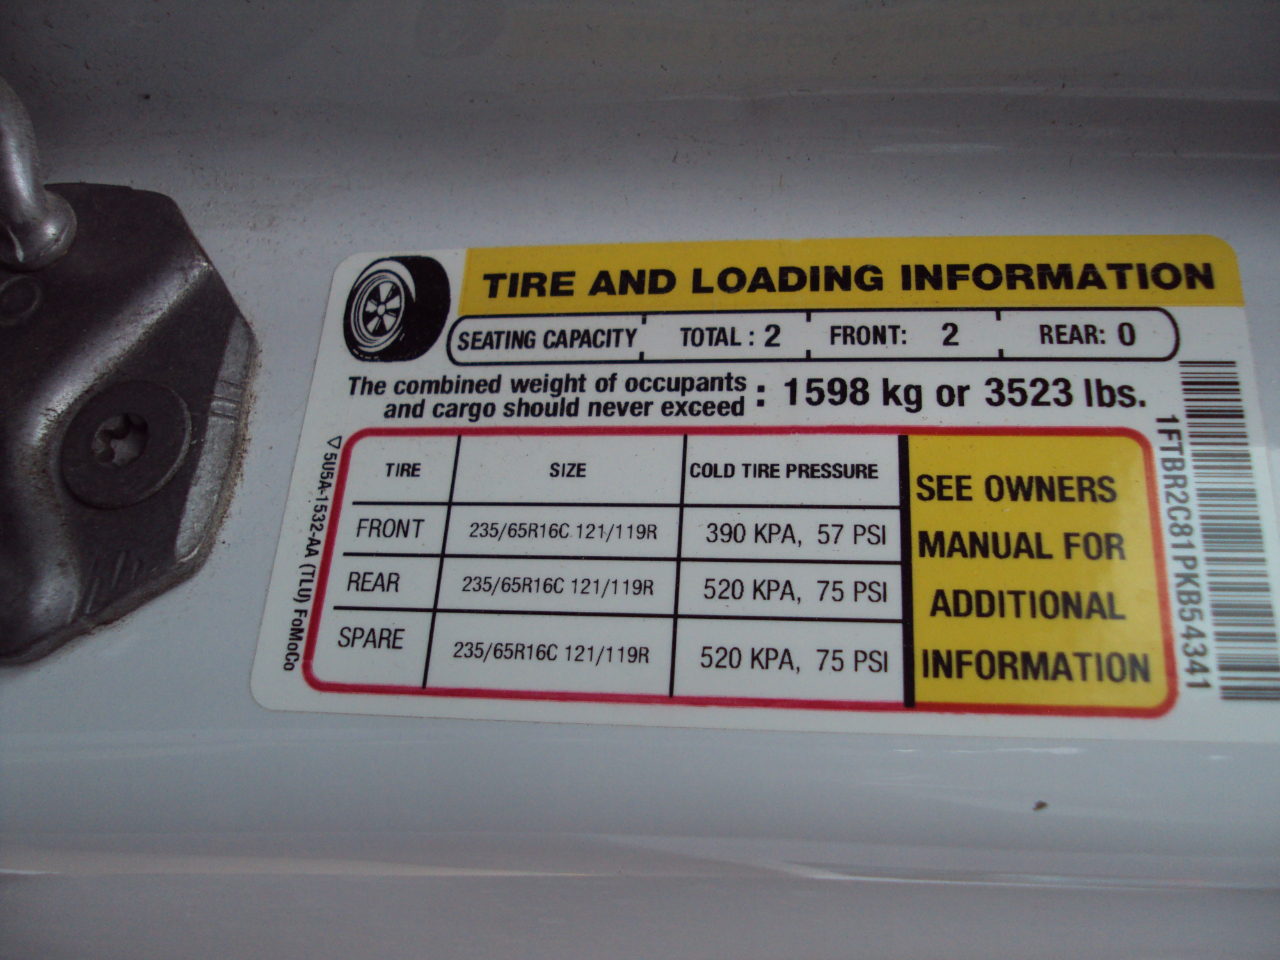 TIRE AND LOADING INFORMATION
SEATING CAPACITY TOTAL : 2 FRONT: 2 REAR: 0
The combined weight of occupants
and cargo should never exceed : 1598 kg or 3523 lbs.
TIRE SIZE COLD TIRE PRESSURE
FRONT 235/65R16C 121/119R 390 KPA, 57 PSI
REAR 235/65R16C 121/119R 520 KPA, 75 PSI
SPARE 235/65R16C 121/119R 520 KPA, 75 PSI
SEE OWNERS
MANUAL FOR
ADDITIONAL
INFORMATION
5U5A-1532-AA (TLU) FoMoCo
1FTBR2C81PKB54341